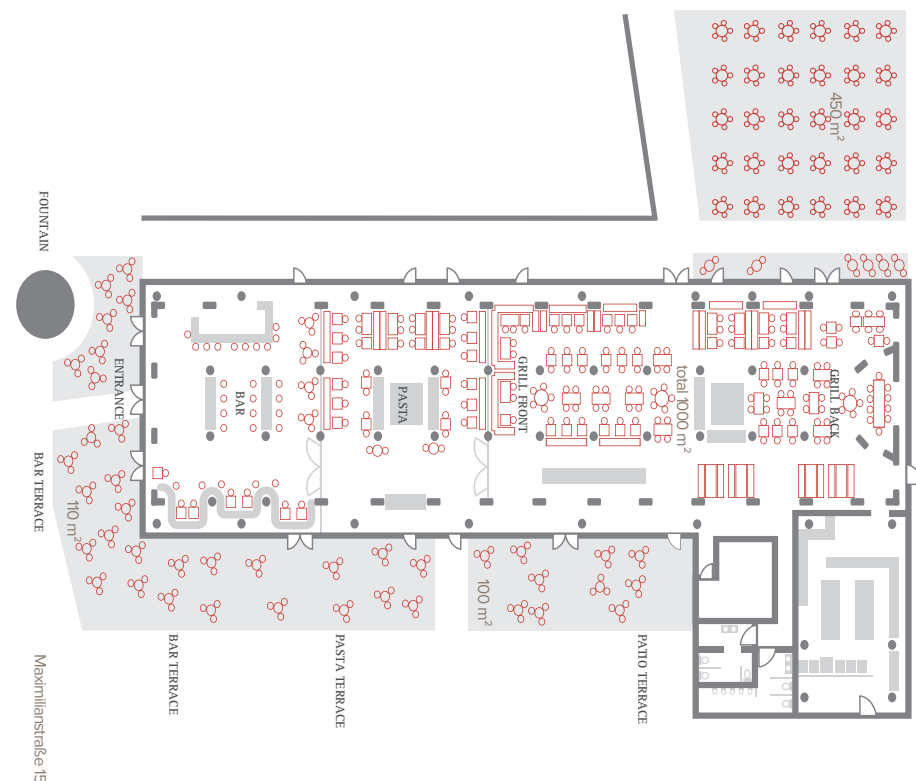 450 m²
FOUNTAIN
ENTRANCE
BAR
PASTA
GRILL FRONT
total 1000 m²
GRILL BACK
BAR TERRACE
110 m²
100 m²
BAR TERRACE
PASTA TERRACE
PATIO TERRACE
Maximilianstraße 15